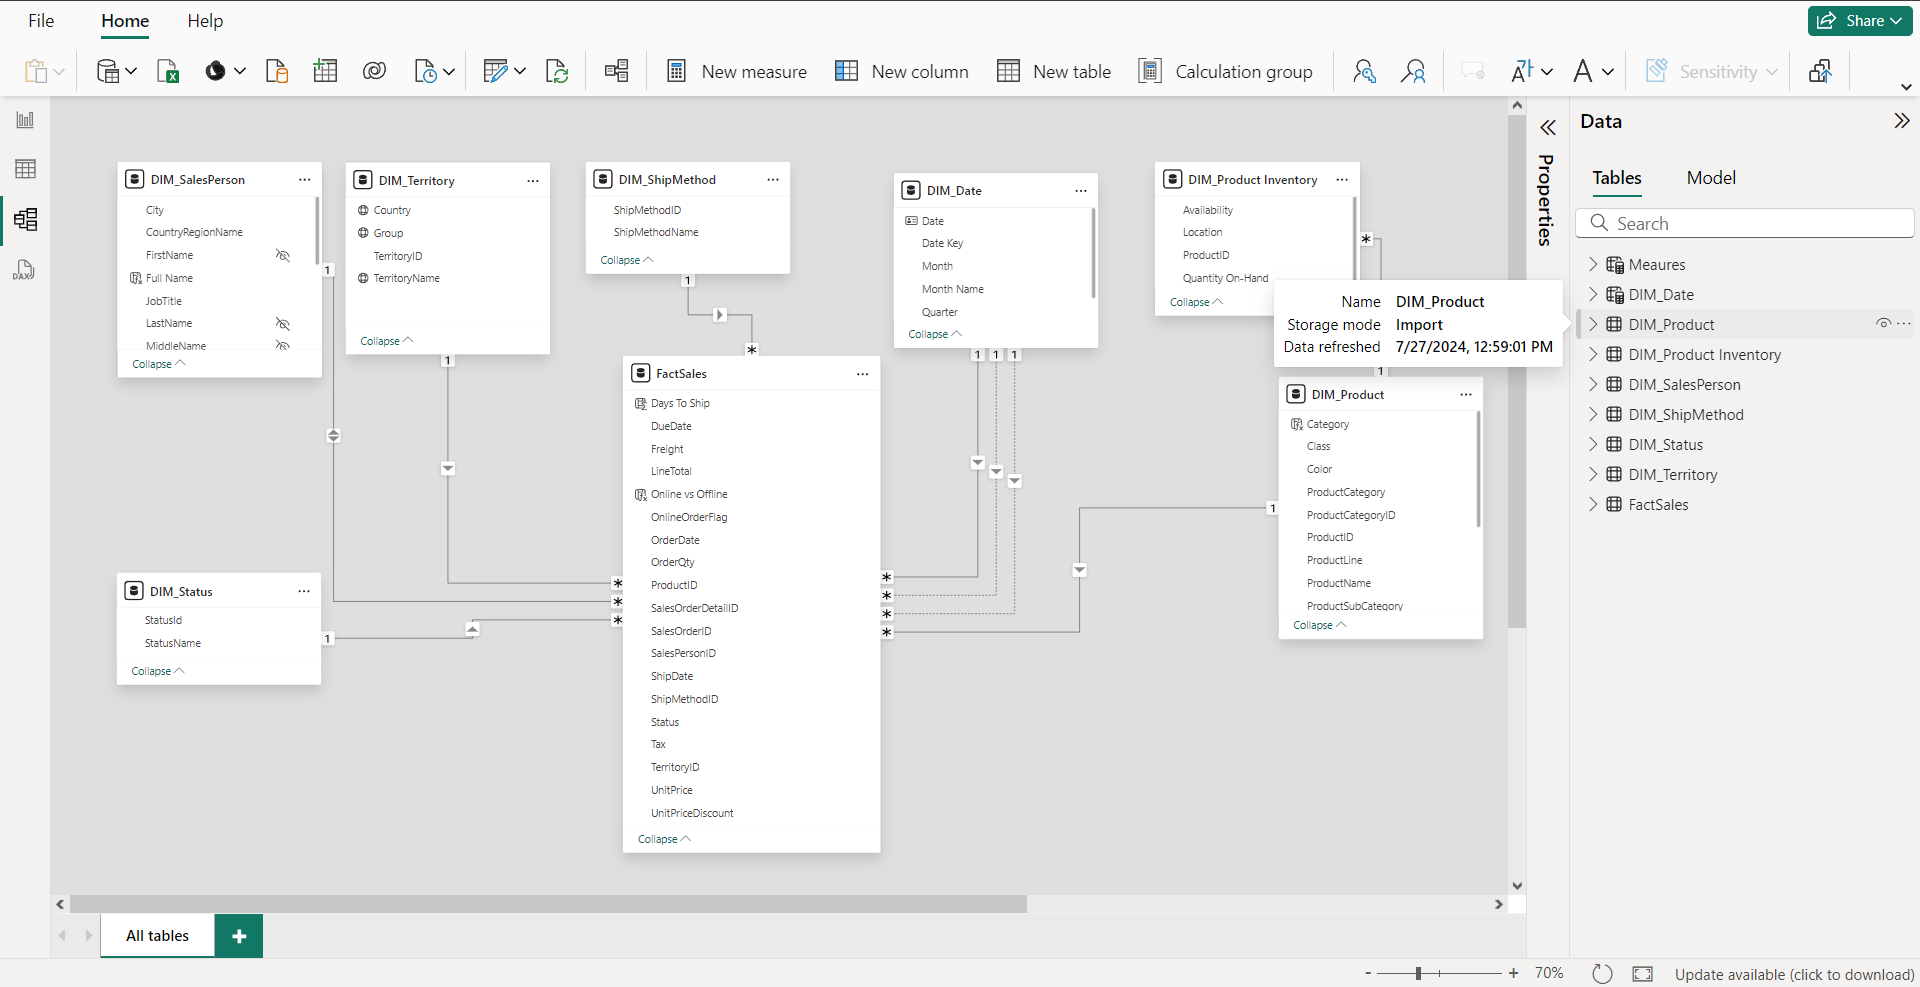 File
Home
Help
Share
New measure
New column
New table
Calculation group
Sensitivity
DAX
DIM_SalesPerson
City
CountryRegionName
FirstName
Full Name
JobTitle
LastName
MiddleName
Collapse
DIM_Territory
Country
Group
TerritoryID
TerritoryName
Collapse
DIM_ShipMethod
ShipMethodID
ShipMethodName
Collapse
DIM_Date
Date
Date Key
Month
Month Name
Quarter
Collapse
DIM_Product Inventory
Availability
Location
ProductID
Quantity On-Hand
Collapse
Name DIM_Product
Storage mode Import
Data refreshed 7/27/2024, 12:59:01 PM
DIM_Product
Category
Class
Color
ProductCategory
ProductCategoryID
ProductID
ProductLine
ProductName
ProductSubCategory
Collapse
FactSales
Days To Ship
DueDate
Freight
LineTotal
Online vs Offline
OnlineOrderFlag
OrderDate
OrderQty
ProductID
SalesOrderDetailID
SalesOrderID
SalesPersonID
ShipDate
ShipMethodID
Status
Tax
TerritoryID
UnitPrice
UnitPriceDiscount
Collapse
DIM_Status
StatusId
StatusName
Collapse
1
1
1
*
1 1 1
*
1
1
*
*
*
1
*
*
*
*
Properties
Data
Tables
Model
Search
Meaures
DIM_Date
DIM_Product
DIM_Product Inventory
DIM_SalesPerson
DIM_ShipMethod
DIM_Status
DIM_Territory
FactSales
All tables
+
- + 70%
Update available (click to download)